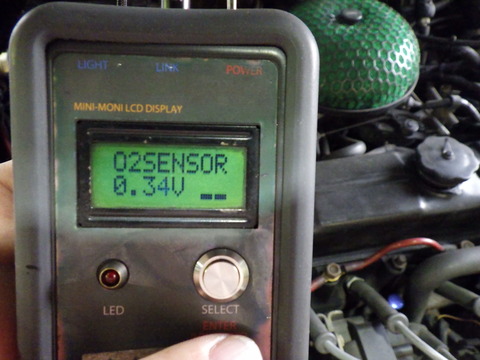 LIGHT LINK POWER
MINI-MONI LCD DISPLAY
O2SENSOR
0.34V
LED SELECT
ENTER